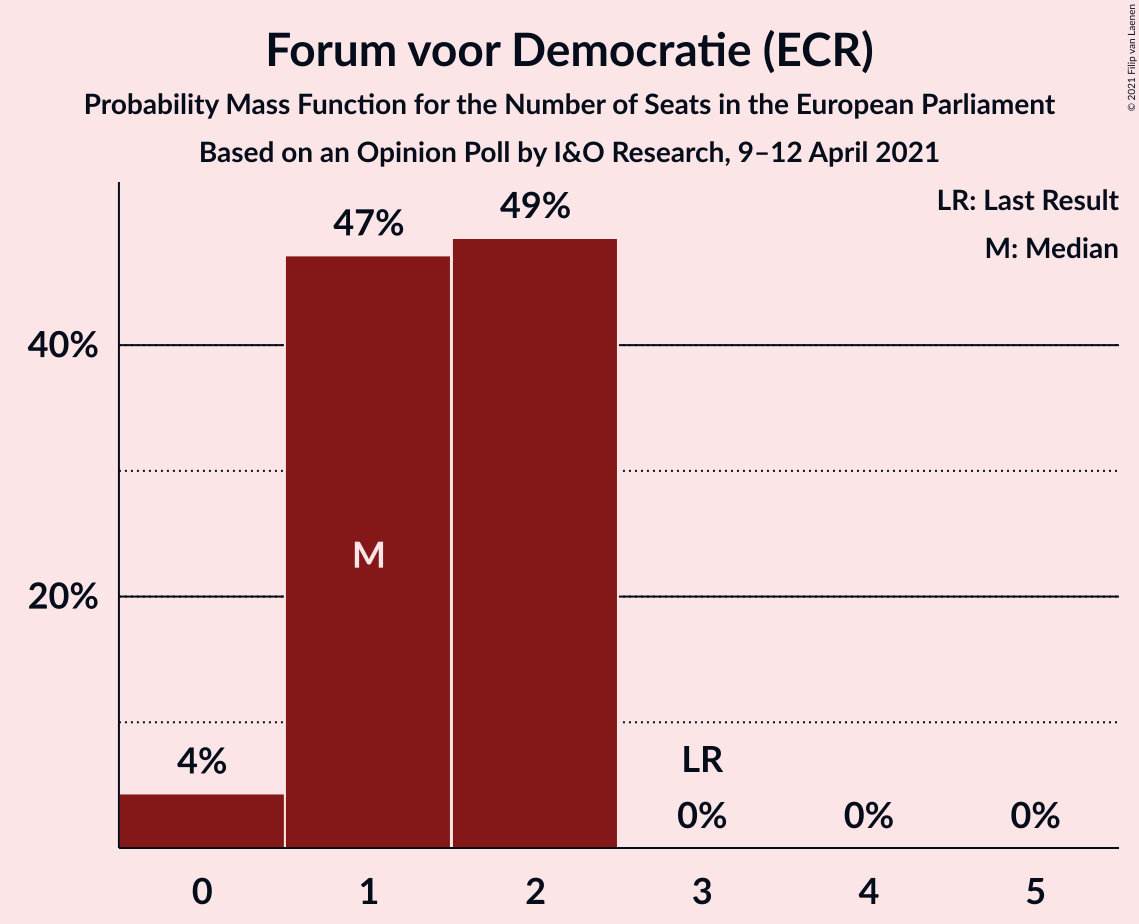 Forum voor Democratie (ECR)
Probability Mass Function for the Number of Seats in the European Parliament
Based on an Opinion Poll by I&O Research, 9–12 April 2021
© 2021 Filip van Laenen
LR: Last Result
M: Median
47%
49%
40%
M
20%
4%
LR
0%
0%
0%
0
1
2
3
4
5